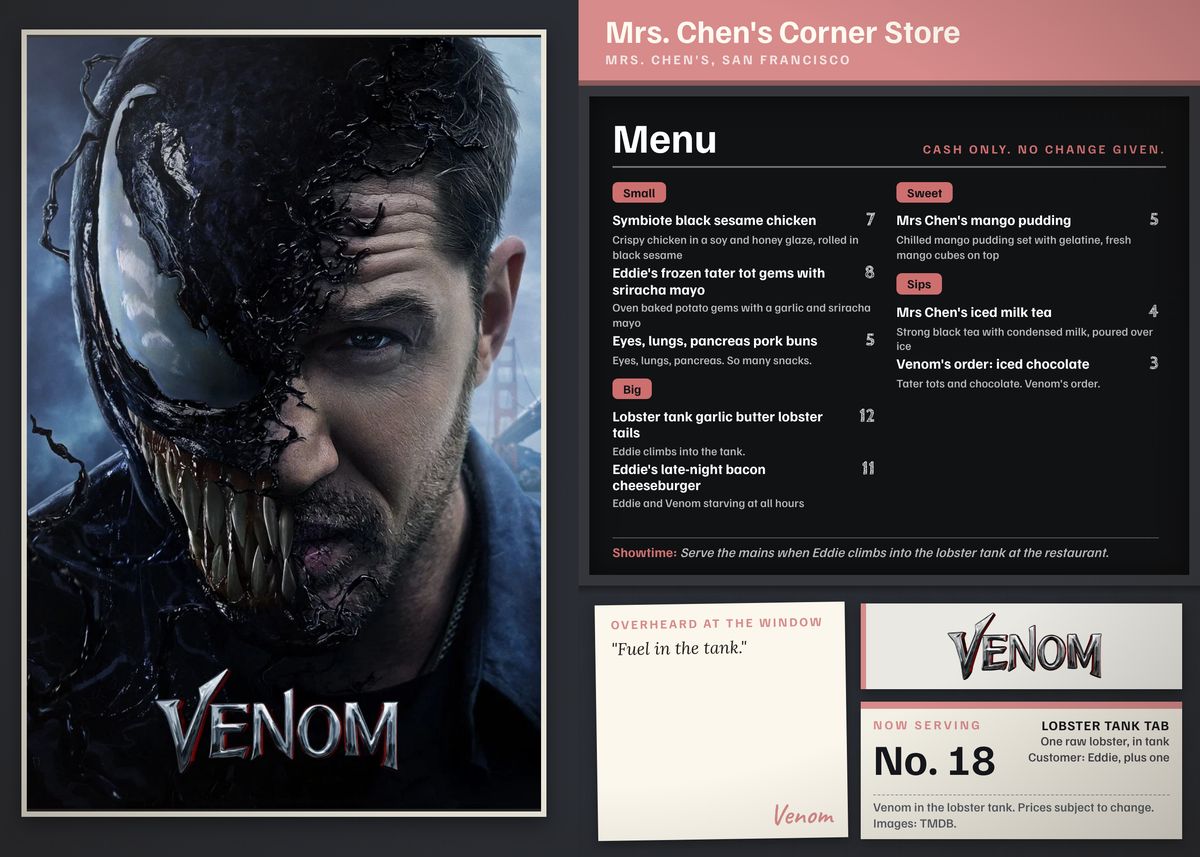 VENOM
Mrs. Chen's Corner Store
MRS. CHEN'S, SAN FRANCISCO
Menu
CASH ONLY. NO CHANGE GIVEN.
Small
Symbiote black sesame chicken 7
Crispy chicken in a soy and honey glaze, rolled in
black sesame
Eddie's frozen tater tot gems with 8
sriracha mayo
Oven baked potato gems with a garlic and sriracha
mayo
Eyes, lungs, pancreas pork buns 5
Eyes, lungs, pancreas. So many snacks.
Big
Lobster tank garlic butter lobster 12
tails
Eddie climbs into the tank.
Eddie's late-night bacon 11
cheeseburger
Eddie and Venom starving at all hours
Sweet
Mrs Chen's mango pudding 5
Chilled mango pudding set with gelatine, fresh
mango cubes on top
Sips
Mrs Chen's iced milk tea 4
Strong black tea with condensed milk, poured over
ice
Venom's order: iced chocolate 3
Tater tots and chocolate. Venom's order.
Showtime: Serve the mains when Eddie climbs into the lobster tank at the restaurant.
OVERHEARD AT THE WINDOW
"Fuel in the tank."
Venom
VENOM
NOW SERVING
No. 18
LOBSTER TANK TAB
One raw lobster, in tank
Customer: Eddie, plus one
Venom in the lobster tank. Prices subject to change.
Images: TMDB.